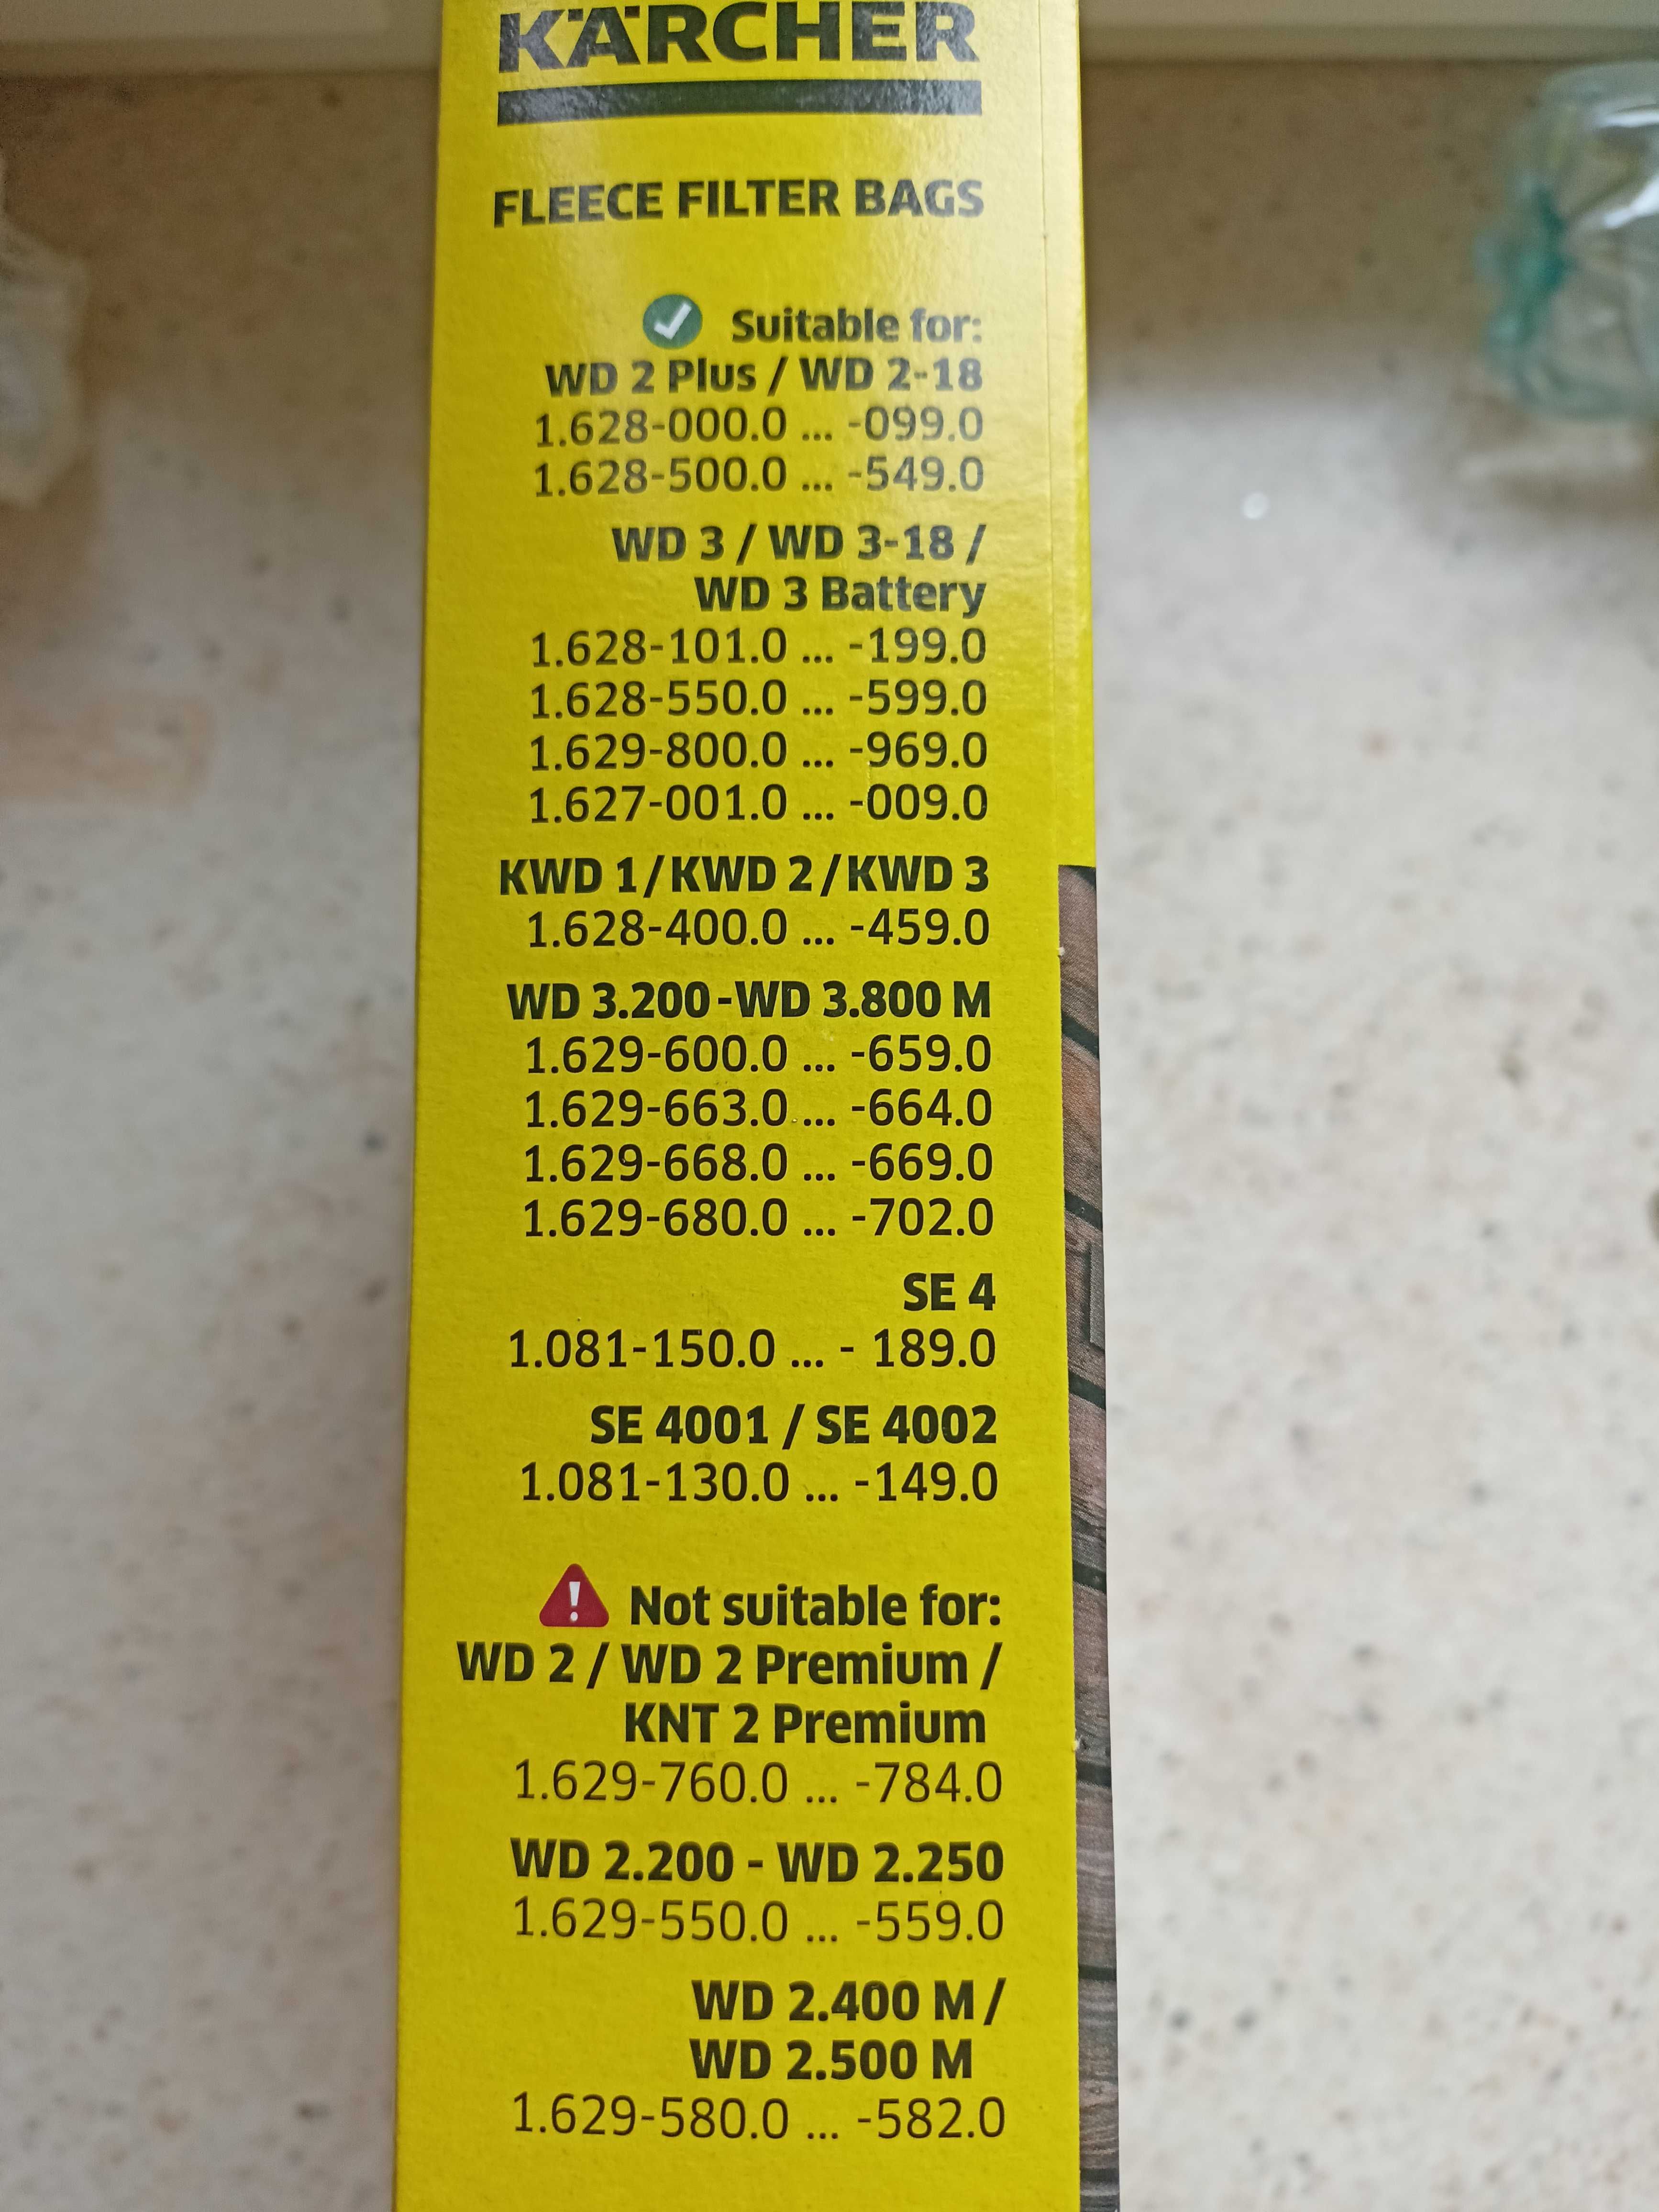 KÄRCHER
FLEECE FILTER BAGS
Suitable for:
WD 2 Plus / WD 2-18
1.628-000.0 ... -099.0
1.628-500.0 ... -549.0
WD 3 / WD 3-18 /
WD 3 Battery
1.628-101.0 ... -199.0
1.628-550.0 ... -599.0
1.629-800.0 ... -969.0
1.627-001.0 ... -009.0
KWD 1 / KWD 2 / KWD 3
1.628-400.0 ... -459.0
WD 3.200 - WD 3.800 M
1.629-600.0 ... -659.0
1.629-663.0 ... -664.0
1.629-668.0 ... -669.0
1.629-680.0 ... -702.0
SE 4
1.081-150.0 ... - 189.0
SE 4001 / SE 4002
1.081-130.0 ... -149.0
Not suitable for:
WD 2 / WD 2 Premium /
KNT 2 Premium
1.629-760.0 ... -784.0
WD 2.200 - WD 2.250
1.629-550.0 ... -559.0
WD 2.400 M /
WD 2.500 M
1.629-580.0 ... -582.0